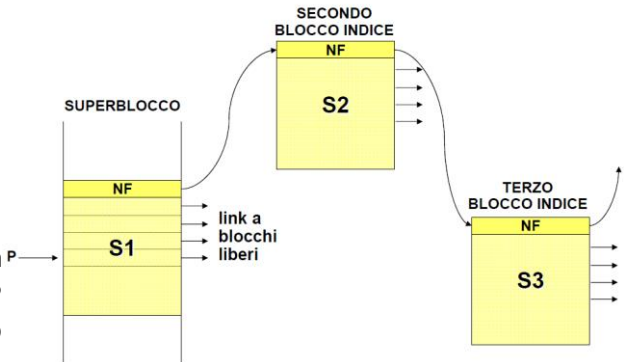 SECONDO
BLOCCO INDICE
NF
S2
SUPERBLOCCO
NF
S1
P
link a
blocchi
liberi
TERZO
BLOCCO INDICE
NF
S3